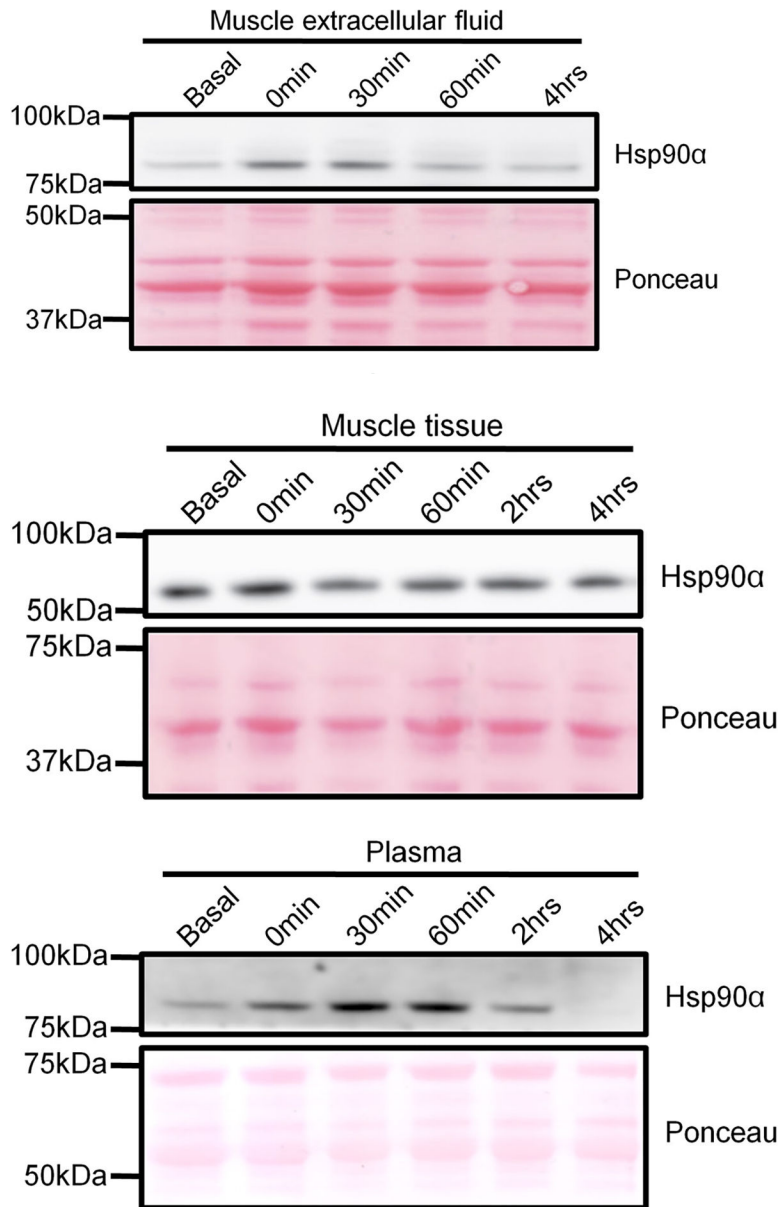 Muscle extracellular fluid
Basal 0min 30min 60min 4hrs
100kDa
Hsp90α
75kDa
50kDa
Ponceau
37kDa
Muscle tissue
Basal 0min 30min 60min 2hrs 4hrs
100kDa
Hsp90α
50kDa
75kDa
Ponceau
37kDa
Plasma
Basal 0min 30min 60min 2hrs 4hrs
100kDa
Hsp90α
75kDa
75kDa
Ponceau
50kDa